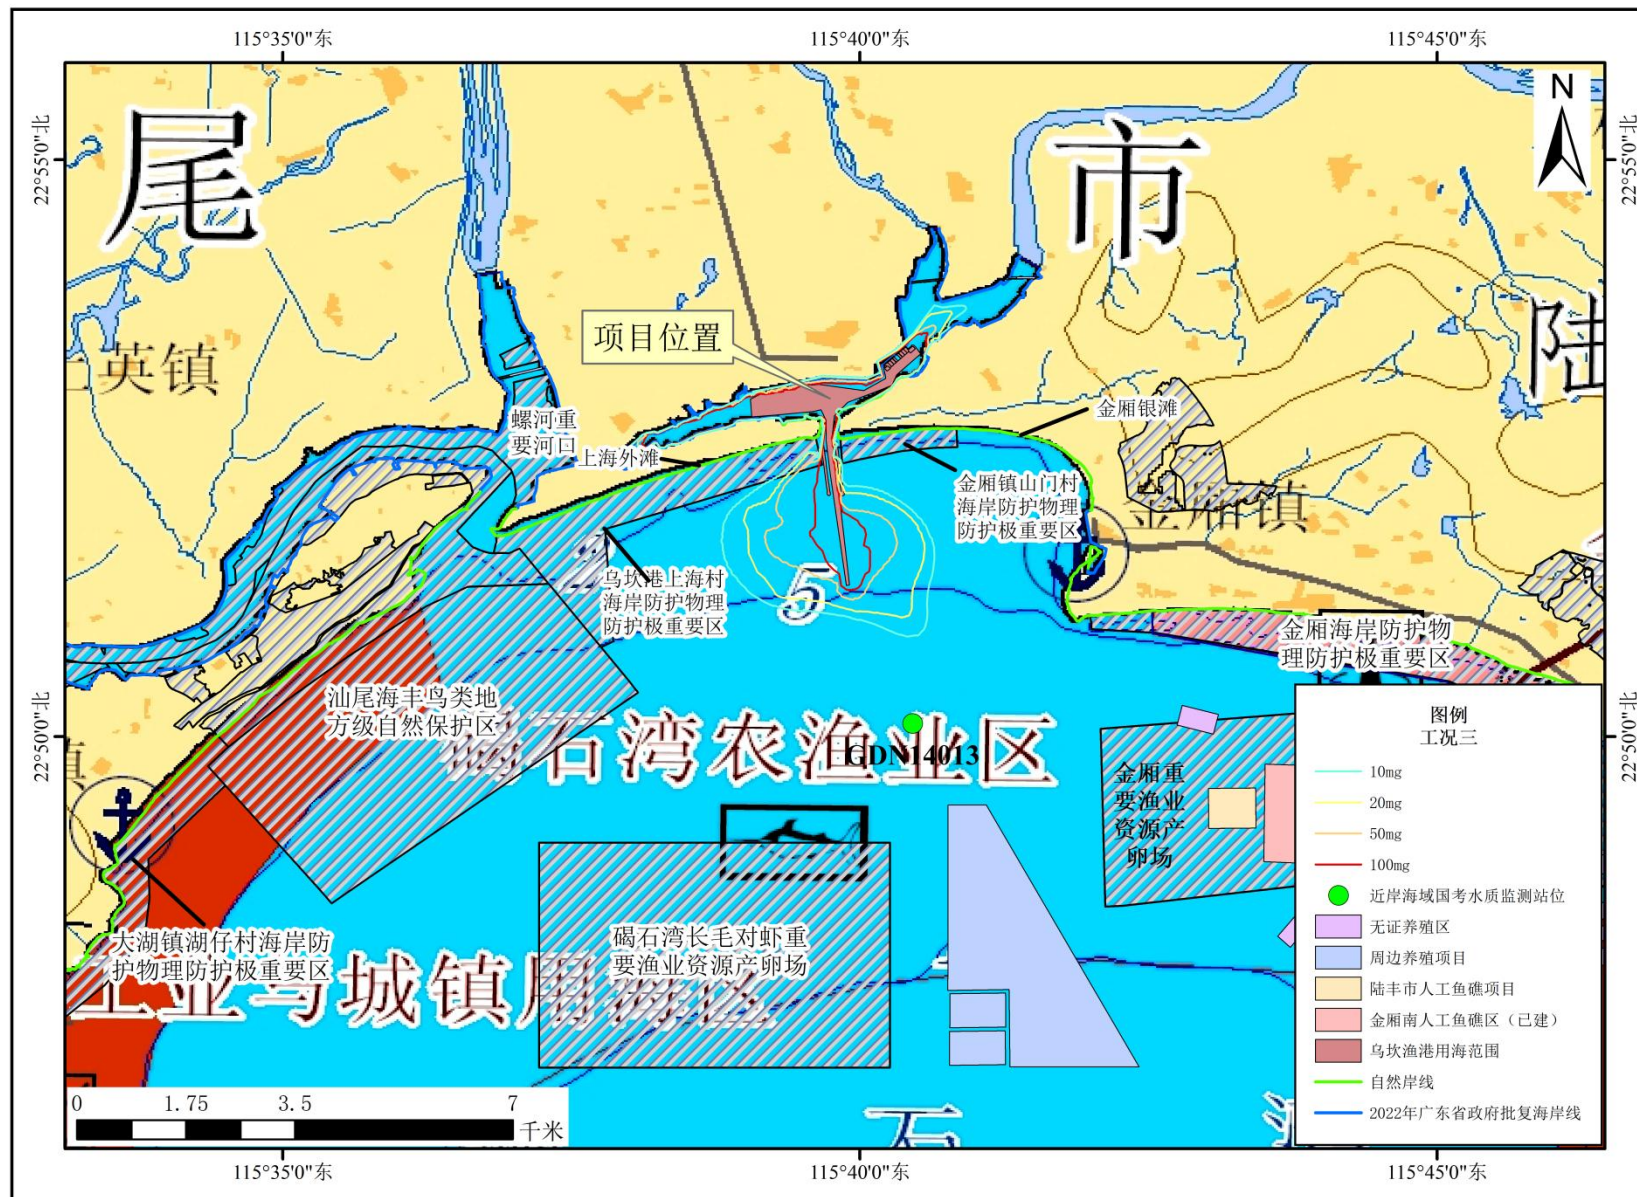 115°35'0"东
115°40'0"东
115°45'0"东
22°55'0"北
22°55'0"北
N
尾
市
陆
项目位置
英镇
螺河重
要河口
上海外滩
金厢银滩
金厢镇山门村
海岸防护物理
防护极重要区
金厢镇
乌坎港上海村
海岸防护物理
防护极重要区
5
金厢海岸防护物
理防护极重要区
汕尾海丰鸟类地
方级自然保护区
石湾农渔业区
GDN14013
22°50'0"北
22°50'0"北
镇
金厢重
要渔业
资源产
卵场
大湖镇湖仔村海岸防
护物理防护极重要区
碣石湾长毛对虾重
要渔业资源产卵场
工业与城镇用海区
石
图例
工况三
10mg
20mg
50mg
100mg
近岸海域国考水质监测站位
无证养殖区
周边养殖项目
陆丰市人工鱼礁项目
金厢南人工鱼礁区（已建）
乌坎渔港用海范围
自然岸线
2022年广东省政府批复海岸线
0 1.75 3.5 7
千米
115°35'0"东
115°40'0"东
115°45'0"东